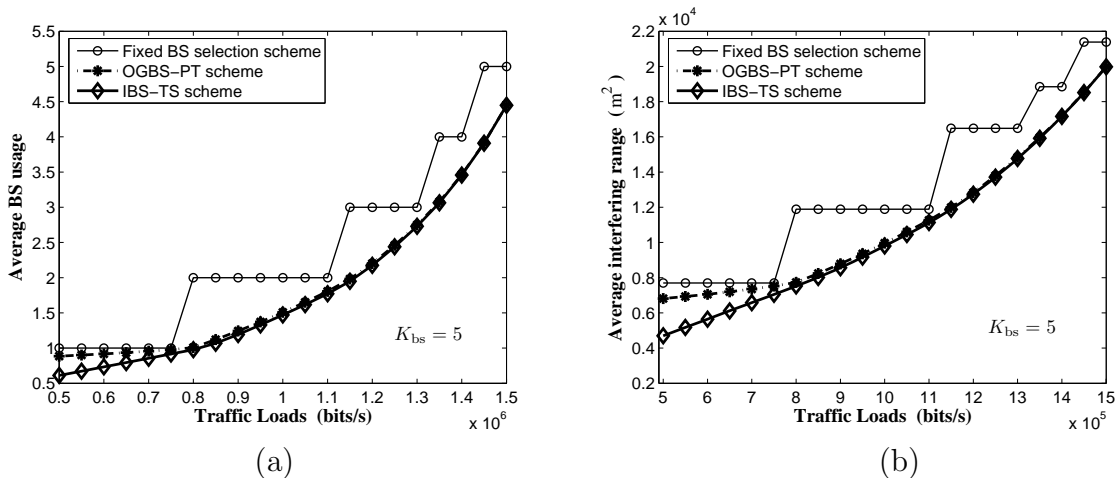 5.5
5
4.5
4
3.5
3
2.5
2
1.5
1
0.5
Average BS usage
Fixed BS selection scheme
OGBS−PT scheme
IBS−TS scheme
K_bs = 5
0.5 0.6 0.7 0.8 0.9 1 1.1 1.2 1.3 1.4 1.5
Traffic Loads (bits/s)
x 10^6
(a)
x 10^4
2.2
2
1.8
1.6
1.4
1.2
1
0.8
0.6
0.4
0.2
Average interfering range (m^2)
Fixed BS selection scheme
OGBS−PT scheme
IBS−TS scheme
K_bs = 5
5 6 7 8 9 10 11 12 13 14 15
Traffic Loads (bits/s)
x 10^5
(b)